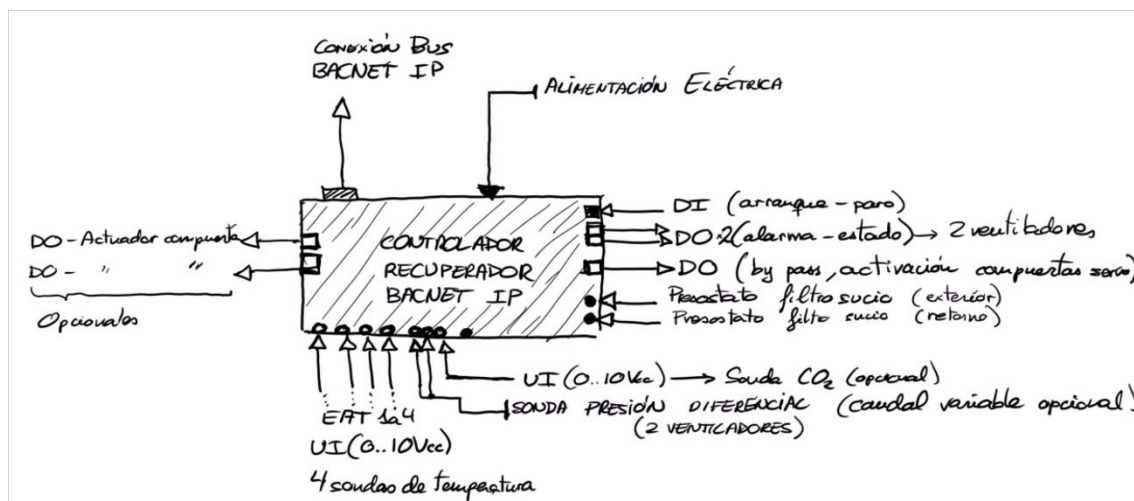 CONEXIÓN BUS
BACNET IP
ALIMENTACIÓN ELÉCTRICA
DI (arranque-paro)
DO-Actuador compuerta
DO:2(alarma-estado)→ 2 ventiladores
DO- " "
DO (by pass, activación compuertas servo)
Opcionales
CONTROLADOR
RECUPERADOR
BACNET IP
Presostato filtro sucio (exterior)
Presostato filtro sucio (retorno)
UI (0..10Vcc) → Sonda CO2 (opcional)
EAT 1a4
SONDA PRESIÓN DIFERENCIAL (caudal variable opcional)
(2 VENTILADORES)
UI(0..10Vcc)
4 sondas de temperatura